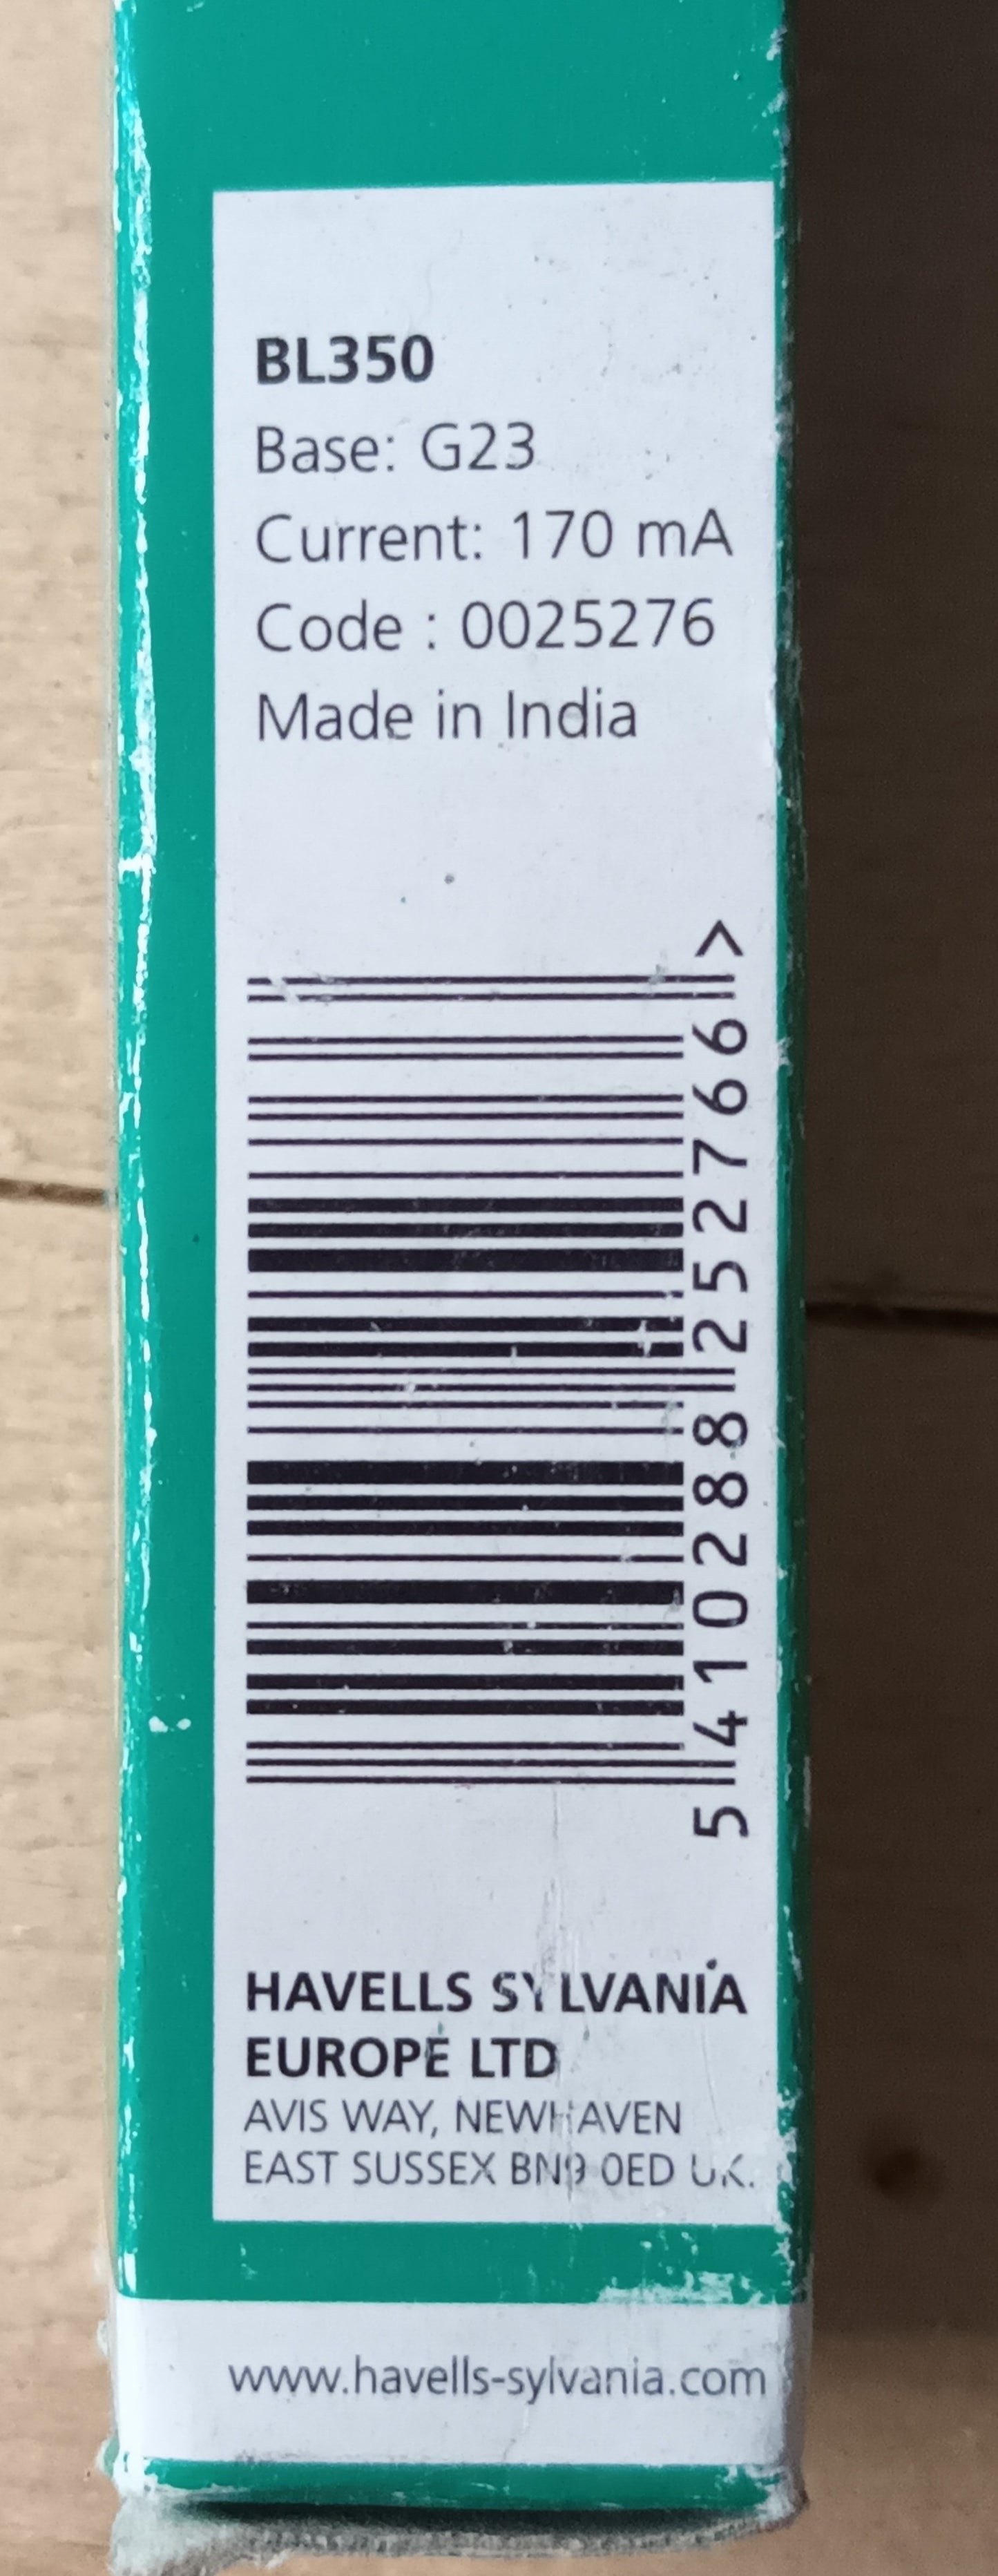 BL350
Base: G23
Current: 170 mA
Code : 0025276
Made in India
5 410288 252766 >
HAVELLS SYLVANIA
EUROPE LTD
AVIS WAY, NEWHAVEN
EAST SUSSEX BN9 0ED UK.
www.havells-sylvania.com